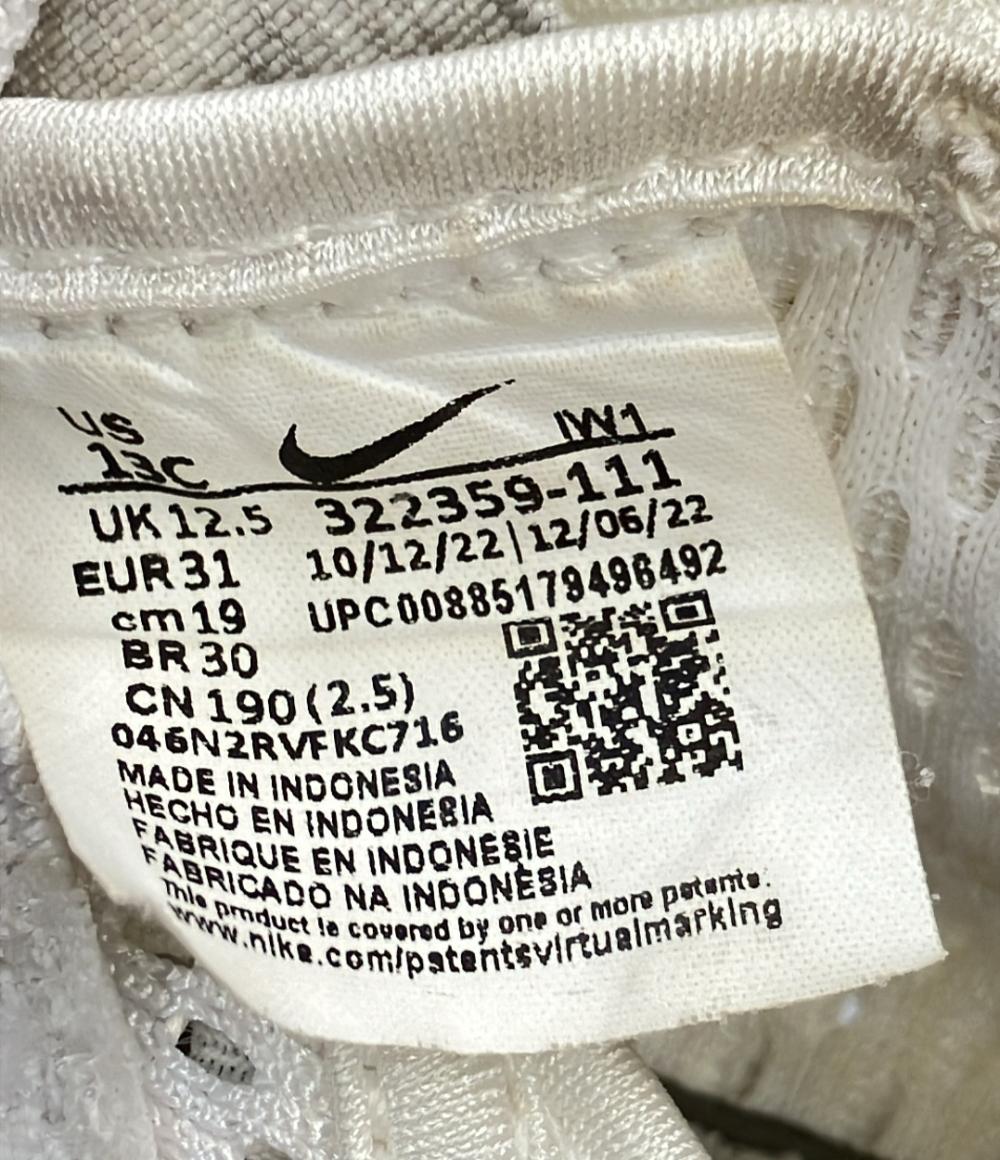 US
13C
IW1
UK 12.5
322359-111
EUR 31
10/12/22|12/06/22
cm 19
UPC00885179496492
BR 30
CN 190 (2.5)
046N2RVFKC716
MADE IN INDONESIA
HECHO EN INDONESIA
FABRIQUE EN INDONESIE
FABRICADO NA INDONÉSIA
This product is covered by one or more patents.
www.nike.com/patentsvirtualmarking